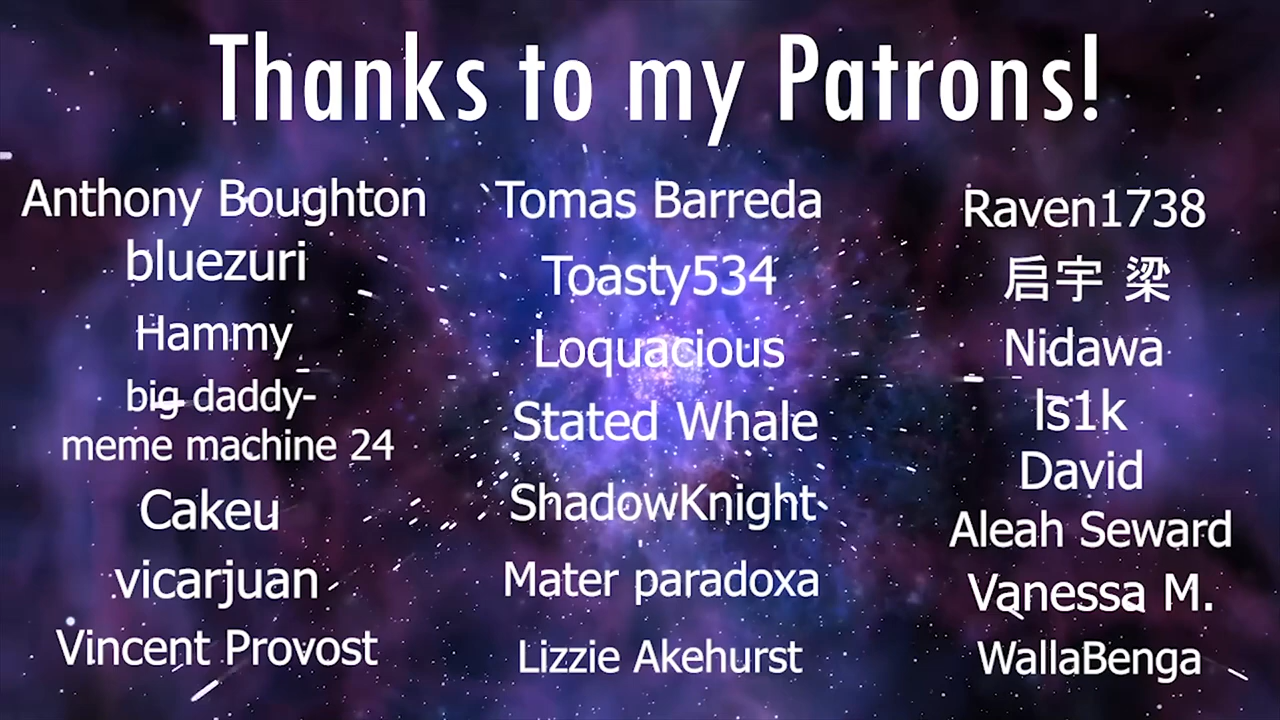 Thanks to my Patrons!
Anthony Boughton
bluezuri
Hammy
big daddy-
meme machine 24
Cakeu
vicarjuan
Vincent Provost
Tomas Barreda
Toasty534
Loquacious
Stated Whale
ShadowKnight
Mater paradoxa
Lizzie Akehurst
Raven1738
启宇 梁
Nidawa
ls1k
David
Aleah Seward
Vanessa M.
WallaBenga